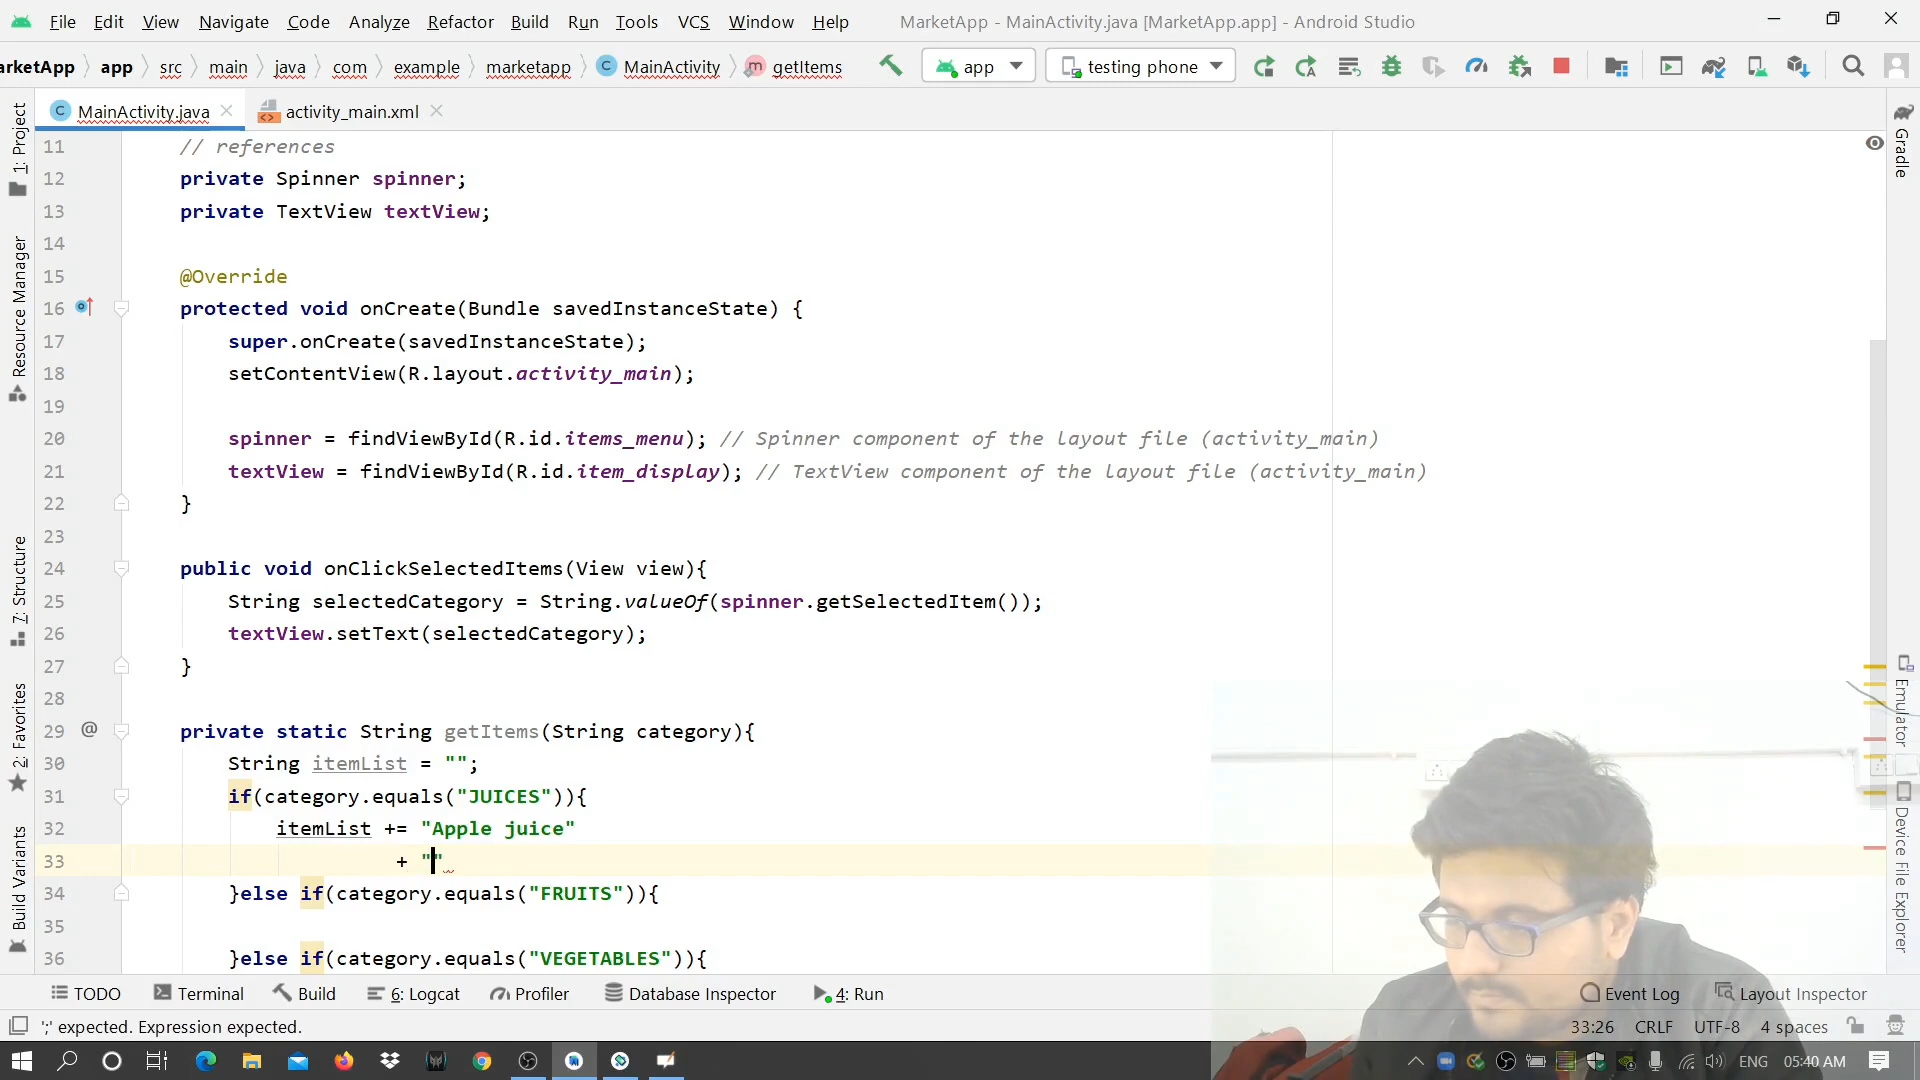 File Edit View Navigate Code Analyze Refactor Build Run Tools VCS Window Help MarketApp - MainActivity.java [MarketApp.app] - Android Studio
arketApp app src main java com example marketapp C MainActivity m getItems app testing phone
C MainActivity.java activity_main.xml
11 // references
12 private Spinner spinner;
13 private TextView textView;
14
15 @Override
16 protected void onCreate(Bundle savedInstanceState) {
17 super.onCreate(savedInstanceState);
18 setContentView(R.layout.activity_main);
19
20 spinner = findViewById(R.id.items_menu); // Spinner component of the layout file (activity_main)
21 textView = findViewById(R.id.item_display); // TextView component of the layout file (activity_main)
22 }
23
24 public void onClickSelectedItems(View view){
25 String selectedCategory = String.valueOf(spinner.getSelectedItem());
26 textView.setText(selectedCategory);
27 }
28
29 @ private static String getItems(String category){
30 String itemList = "";
31 if(category.equals("JUICES")){
32 itemList += "Apple juice"
33 + ""
34 }else if(category.equals("FRUITS")){
35
36 }else if(category.equals("VEGETABLES")){
1: Project
Resource Manager
7: Structure
2: Favorites
Build Variants
Gradle
Emulator
Device File Explorer
TODO Terminal Build 6: Logcat Profiler Database Inspector 4: Run Event Log Layout Inspector
';' expected. Expression expected. 33:26 CRLF UTF-8 4 spaces
ENG 05:40 AM